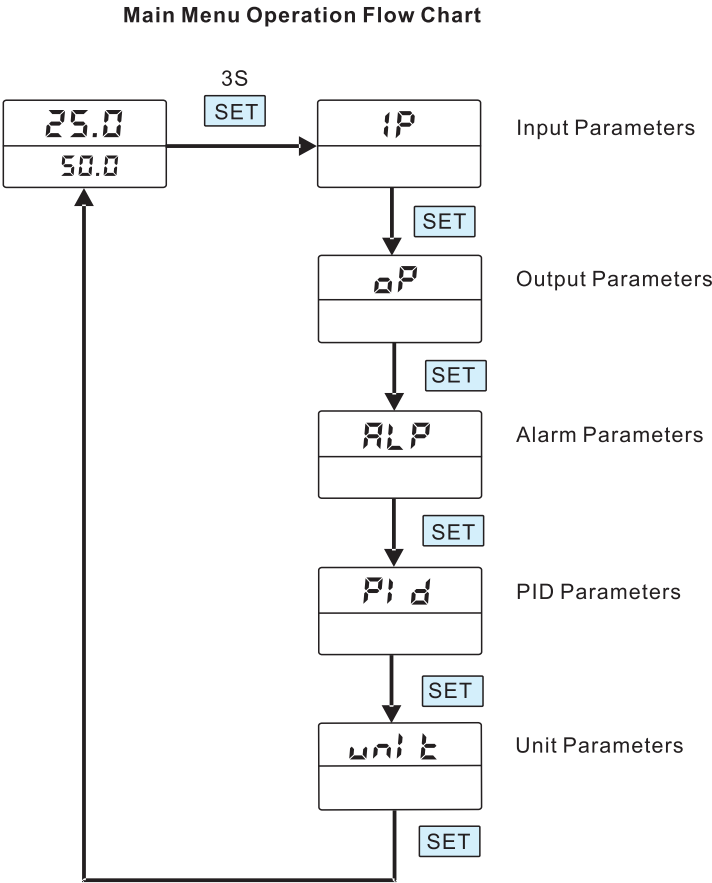 Main Menu Operation Flow Chart
3S
SET
25.0
50.0
IP
Input Parameters
SET
oP
Output Parameters
SET
ALP
Alarm Parameters
SET
PId
PID Parameters
SET
unit
Unit Parameters
SET